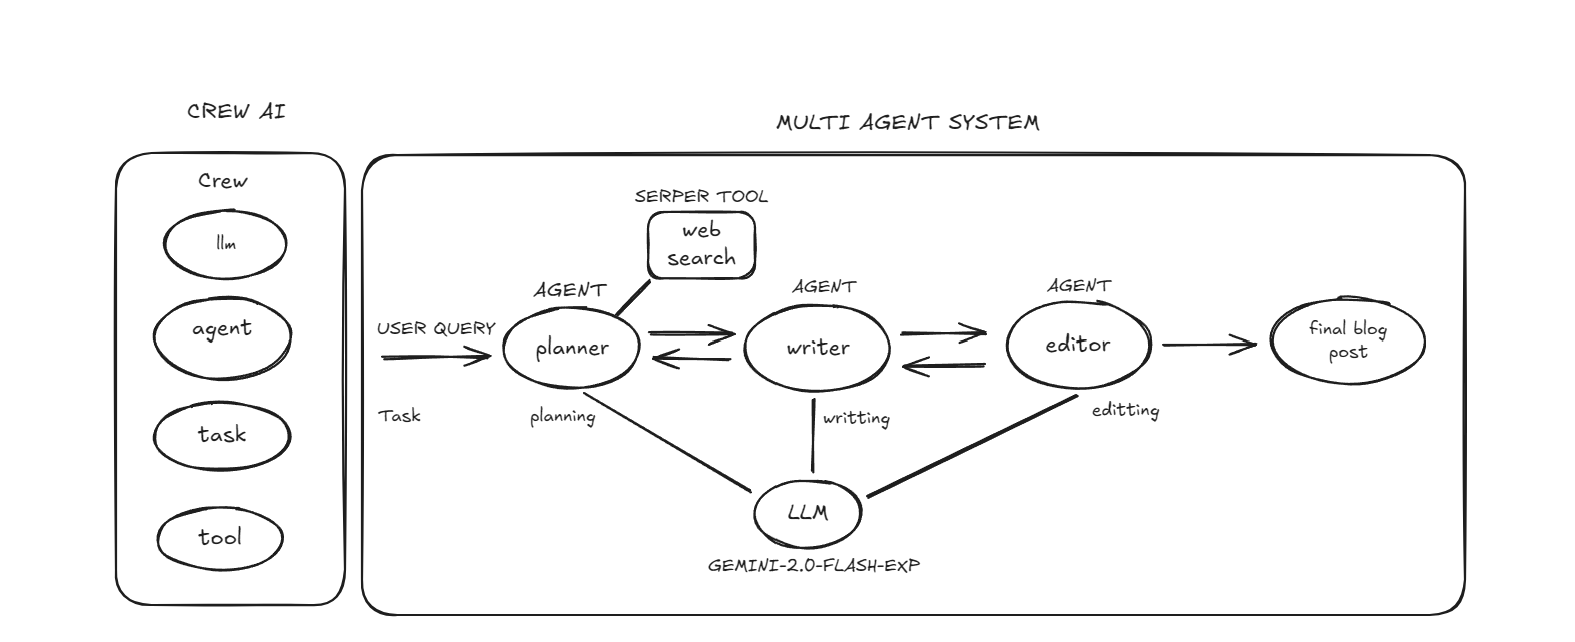 CREW AI
Crew
llm
agent
task
tool
MULTI AGENT SYSTEM
SERPER TOOL
web
search
USER QUERY
Task
AGENT
planner
planning
AGENT
writer
writting
AGENT
editor
editting
final blog
post
LLM
GEMINI-2.0-FLASH-EXP